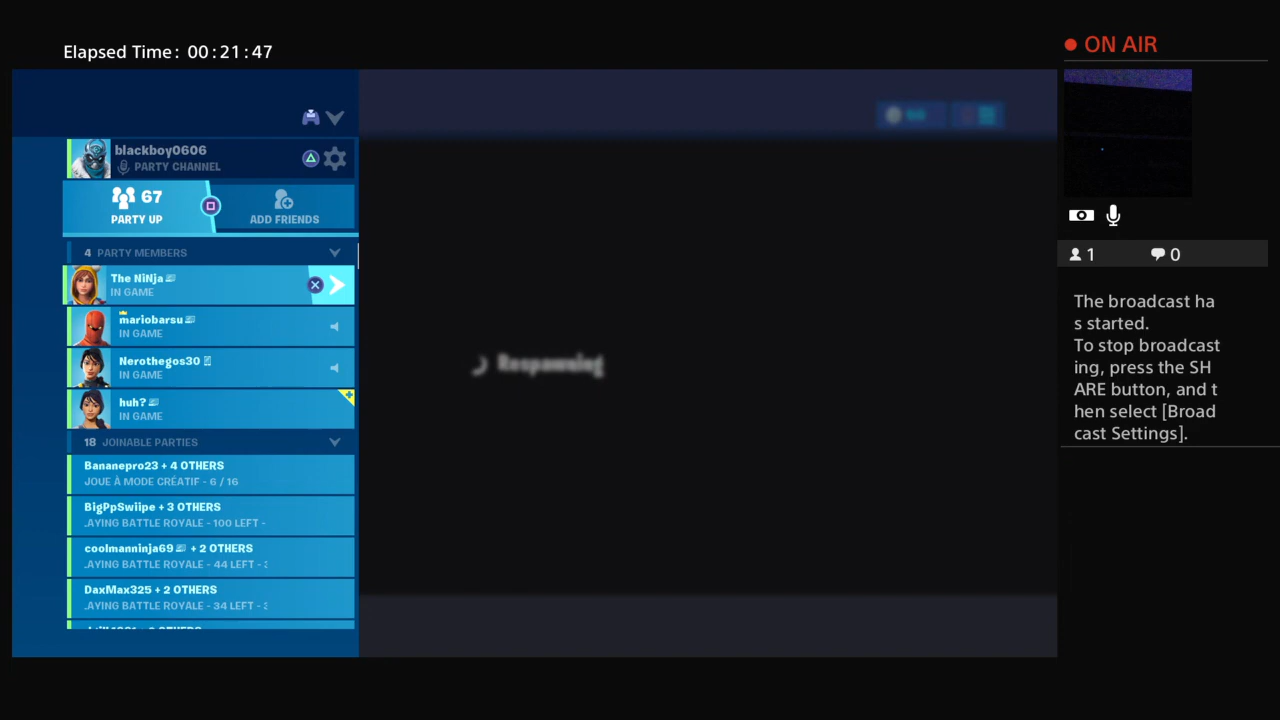 Elapsed Time: 00:21:47
ON AIR
blackboy0606
PARTY CHANNEL
67
PARTY UP
ADD FRIENDS
4 PARTY MEMBERS
The NiNja
IN GAME
mariobarsu
IN GAME
Nerothegos30
IN GAME
huh?
IN GAME
18 JOINABLE PARTIES
Bananepro23 + 4 OTHERS
JOUE À MODE CRÉATIF - 6 / 16
BigPpSwiipe + 3 OTHERS
LAYING BATTLE ROYALE - 100 LEFT -
coolmanninja69 + 2 OTHERS
LAYING BATTLE ROYALE - 44 LEFT -
DaxMax325 + 2 OTHERS
LAYING BATTLE ROYALE - 34 LEFT -
Respawning
1 0
The broadcast ha
s started.
To stop broadcast
ing, press the SH
ARE button, and t
hen select [Broad
cast Settings].